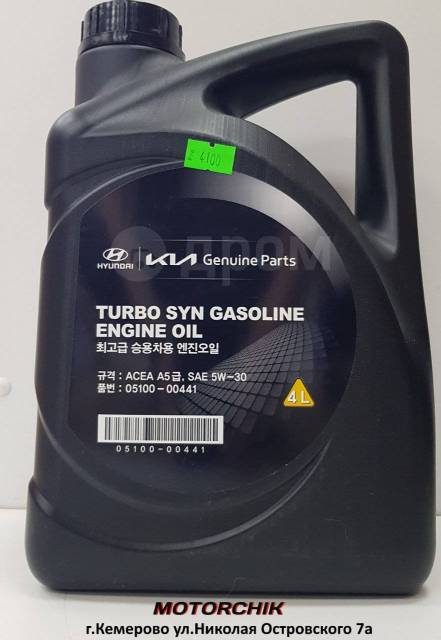 z 4100
ДРОМ
HYUNDAI | KIA Genuine Parts
TURBO SYN GASOLINE
ENGINE OIL
최고급 승용차용 엔진오일
규격 : ACEA A5급, SAE 5W-30
품번 : 05100-00441
4L
05100-00441
MOTORCHIK
г.Кемерово ул.Николая Островского 7а